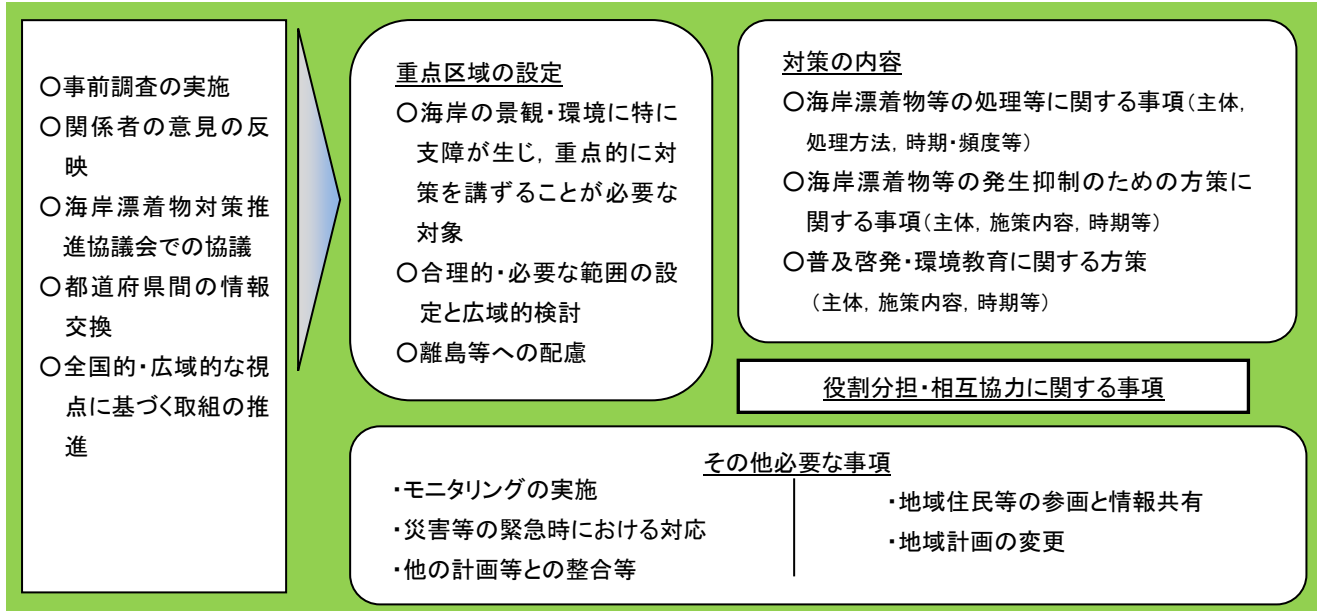 ○事前調査の実施
○関係者の意見の反
映
○海岸漂着物対策推
進協議会での協議
○都道府県間の情報
交換
○全国的・広域的な視
点に基づく取組の推
進
重点区域の設定
○海岸の景観・環境に特に
支障が生じ，重点的に対
策を講ずることが必要な
対象
○合理的・必要な範囲の設
定と広域的検討
○離島等への配慮
対策の内容
○海岸漂着物等の処理等に関する事項（主体，
処理方法，時期・頻度等）
○海岸漂着物等の発生抑制のための方策に
関する事項（主体，施策内容，時期等）
○普及啓発・環境教育に関する方策
（主体，施策内容，時期等）
役割分担・相互協力に関する事項
その他必要な事項
・モニタリングの実施
・災害等の緊急時における対応
・他の計画等との整合等
・地域住民等の参画と情報共有
・地域計画の変更